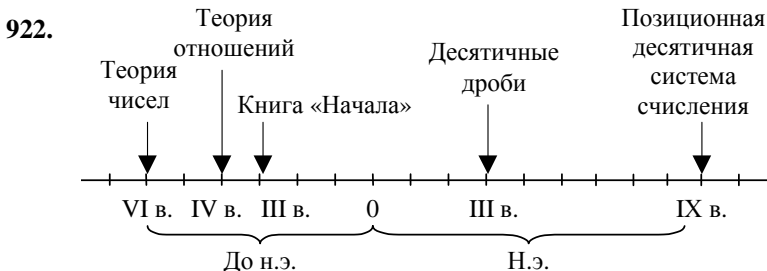 922.
Теория
чисел
Теория
отношений
Книга «Начала»
Десятичные
дроби
Позиционная
десятичная
система
счисления
VI в. IV в. III в. 0 III в. IX в.
До н.э. Н.э.